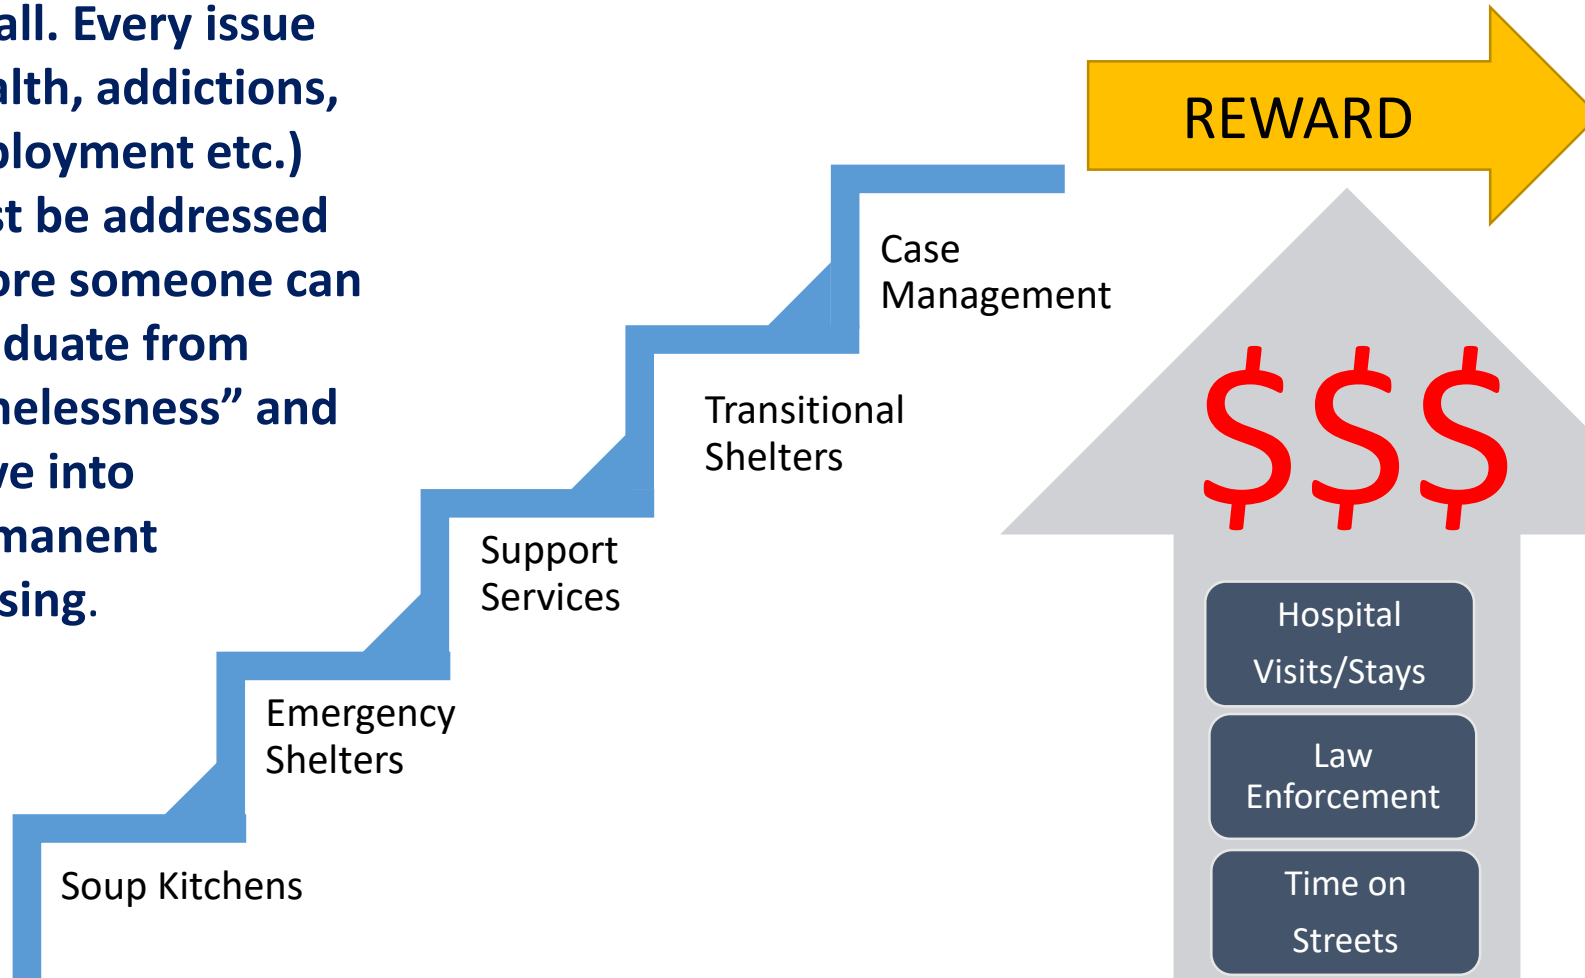 all. Every issue
alth, addictions,
ployment etc.)
st be addressed
ore someone can
duate from
nelessness” and
ve into
manent
sing.
REWARD
Case
Management
Transitional
Shelters
Support
Services
Emergency
Shelters
Soup Kitchens
$$$
Hospital
Visits/Stays
Law
Enforcement
Time on
Streets